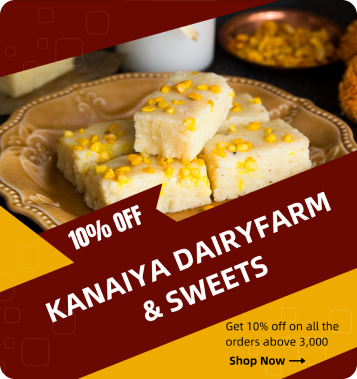 10% OFF
KANAIYA DAIRYFARM
& SWEETS
Get 10% off on all the
orders above 3,000
Shop Now